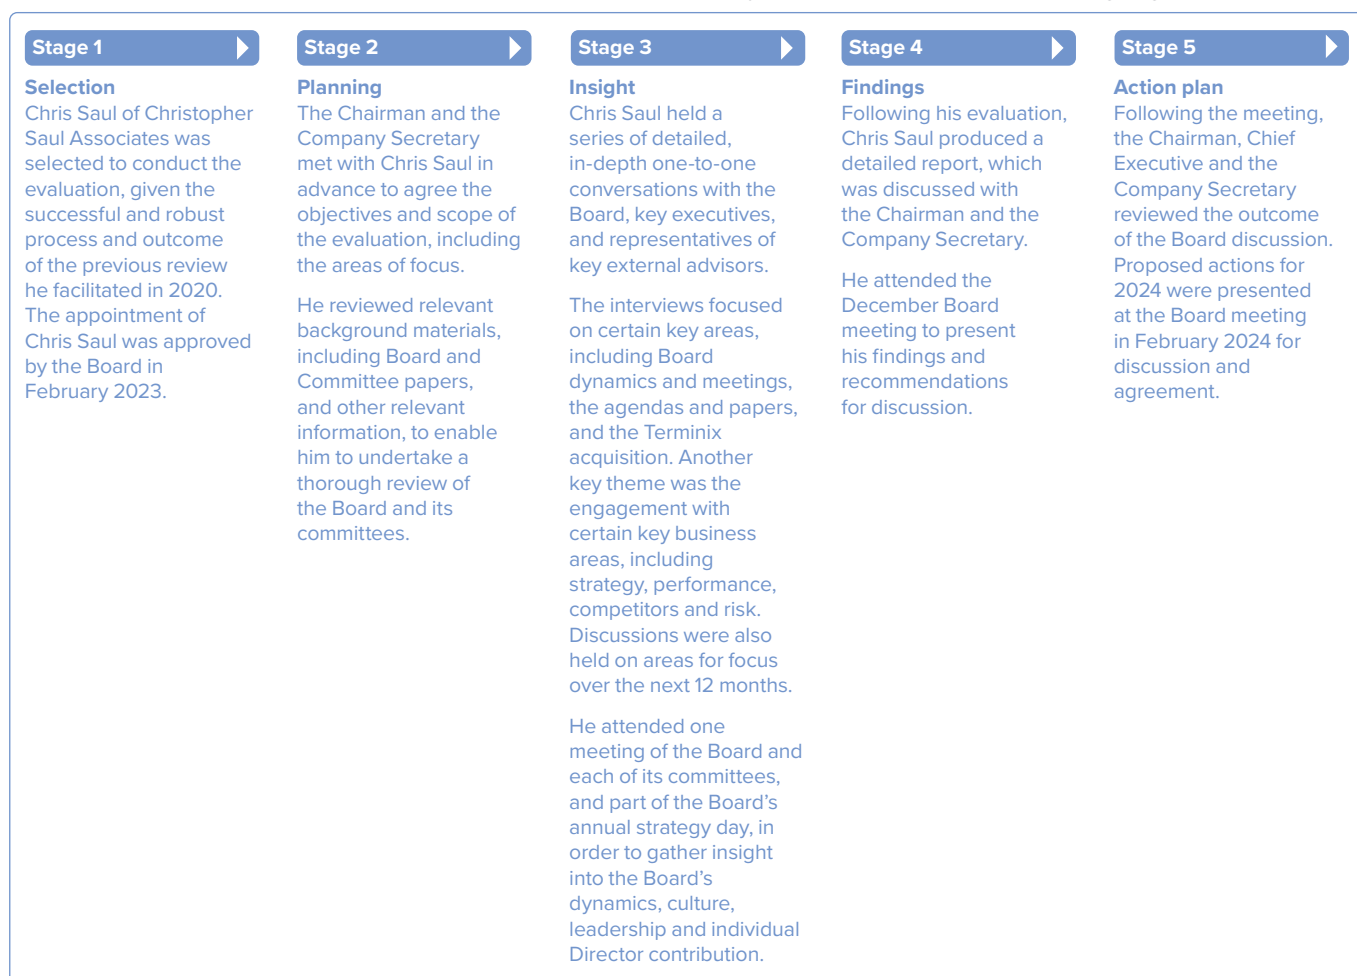 Stage 1
Selection
Chris Saul of Christopher
Saul Associates was
selected to conduct the
evaluation, given the
successful and robust
process and outcome
of the previous review
he facilitated in 2020.
The appointment of
Chris Saul was approved
by the Board in
February 2023.
Stage 2
Planning
The Chairman and the
Company Secretary
met with Chris Saul in
advance to agree the
objectives and scope of
the evaluation, including
the areas of focus.
He reviewed relevant
background materials,
including Board and
Committee papers,
and other relevant
information, to enable
him to undertake a
thorough review of
the Board and its
committees.
Stage 3
Insight
Chris Saul held a
series of detailed,
in-depth one-to-one
conversations with the
Board, key executives,
and representatives of
key external advisors.
The interviews focused
on certain key areas,
including Board
dynamics and meetings,
the agendas and papers,
and the Terminix
acquisition. Another
key theme was the
engagement with
certain key business
areas, including
strategy, performance,
competitors and risk.
Discussions were also
held on areas for focus
over the next 12 months.
He attended one
meeting of the Board and
each of its committees,
and part of the Board’s
annual strategy day, in
order to gather insight
into the Board’s
dynamics, culture,
leadership and individual
Director contribution.
Stage 4
Findings
Following his evaluation,
Chris Saul produced a
detailed report, which
was discussed with
the Chairman and the
Company Secretary.
He attended the
December Board
meeting to present
his findings and
recommendations
for discussion.
Stage 5
Action plan
Following the meeting,
the Chairman, Chief
Executive and the
Company Secretary
reviewed the outcome
of the Board discussion.
Proposed actions for
2024 were presented
at the Board meeting
in February 2024 for
discussion and
agreement.